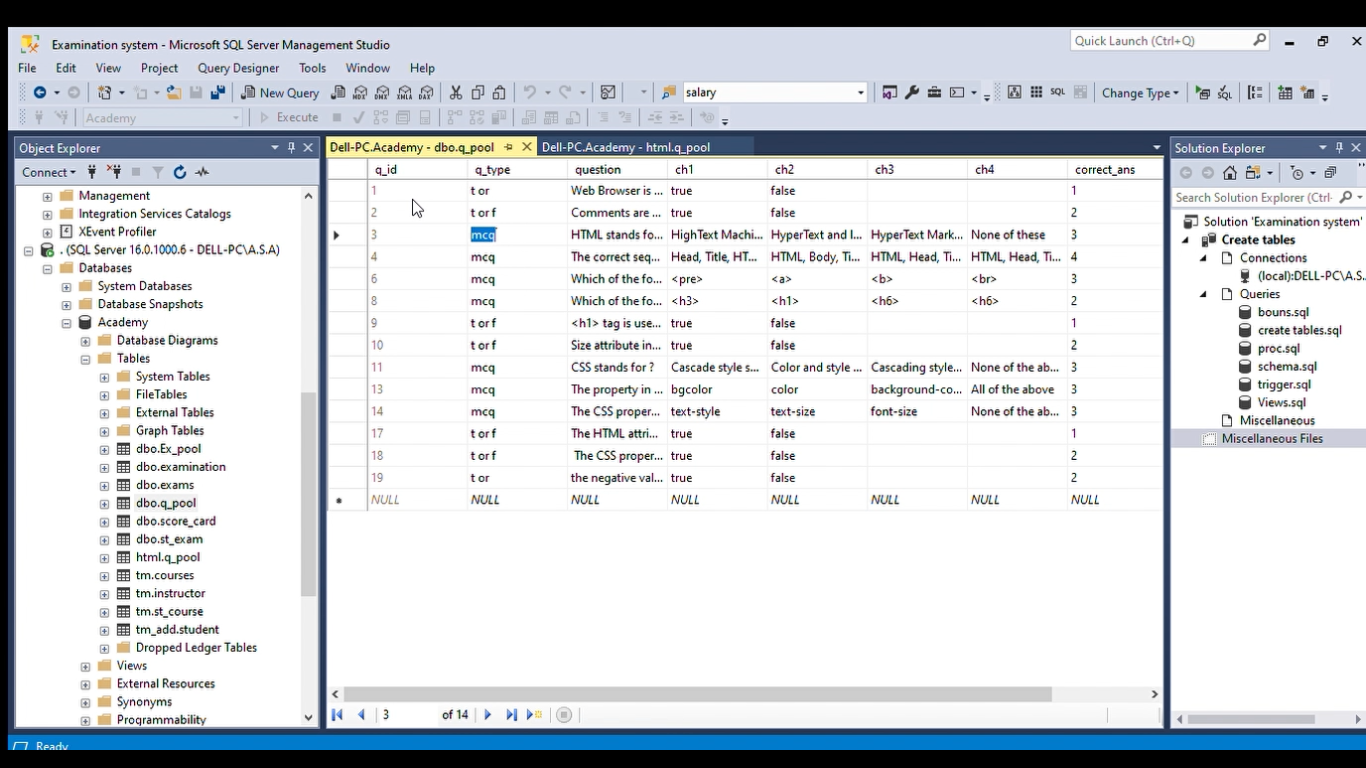 Examination system - Microsoft SQL Server Management Studio
Quick Launch (Ctrl+Q)
File Edit View Project Query Designer Tools Window Help
New Query
MDX DMX XMLA DAX
salary
SQL
Change Type
Academy
Execute
Object Explorer
Dell-PC.Academy - dbo.q_pool
Dell-PC.Academy - html.q_pool
Solution Explorer
Connect
Management
Integration Services Catalogs
XEvent Profiler
. (SQL Server 16.0.1000.6 - DELL-PC\A.S.A)
Databases
System Databases
Database Snapshots
Academy
Database Diagrams
Tables
System Tables
FileTables
External Tables
Graph Tables
dbo.Ex_pool
dbo.examination
dbo.exams
dbo.q_pool
dbo.score_card
dbo.st_exam
html.q_pool
tm.courses
tm.instructor
tm.st_course
tm_add.student
Dropped Ledger Tables
Views
External Resources
Synonyms
Programmability
q_id q_type question ch1 ch2 ch3 ch4 correct_ans
1 t or Web Browser is ... true false 1
2 t or f Comments are ... true false 2
3 mcq HTML stands fo... HighText Machi... HyperText and I... HyperText Mark... None of these 3
4 mcq The correct seq... Head, Title, HT... HTML, Body, Ti... HTML, Head, Ti... HTML, Head, Ti... 4
6 mcq Which of the fo... <pre> <a> <b> <br> 3
8 mcq Which of the fo... <h3> <h1> <h6> <h6> 2
9 t or f <h1> tag is use... true false 1
10 t or f Size attribute in... true false 2
11 mcq CSS stands for ? Cascade style s... Color and style ... Cascading style... None of the ab... 3
13 mcq The property in ... bgcolor color background-co... All of the above 3
14 mcq The CSS proper... text-style text-size font-size None of the ab... 3
17 t or f The HTML attri... true false 1
18 t or f The CSS proper... true false 2
19 t or the negative val... true false 2
NULL NULL NULL NULL NULL NULL NULL NULL
3 of 14
Search Solution Explorer (Ctrl-
Solution 'Examination system'
Create tables
Connections
(local):DELL-PC\A.S..
Queries
bouns.sql
create tables.sql
proc.sql
schema.sql
trigger.sql
Views.sql
Miscellaneous
Miscellaneous Files
Ready